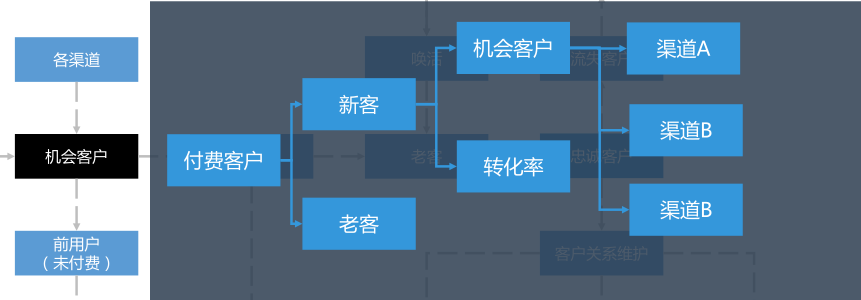 各渠道
机会客户
前用户
（未付费）
付费客户
新客
老客
机会客户
转化率
渠道A
渠道B
渠道B
唤活
流失客户
老客
忠诚客户
客户关系维护